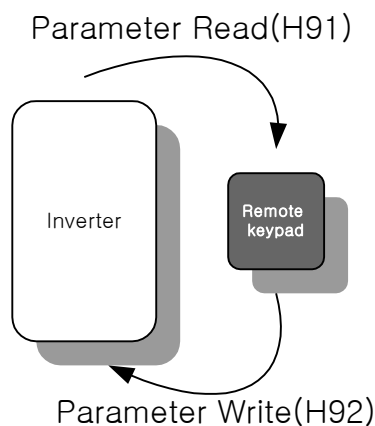 Parameter Read(H91)
Inverter
Remote
keypad
Parameter Write(H92)